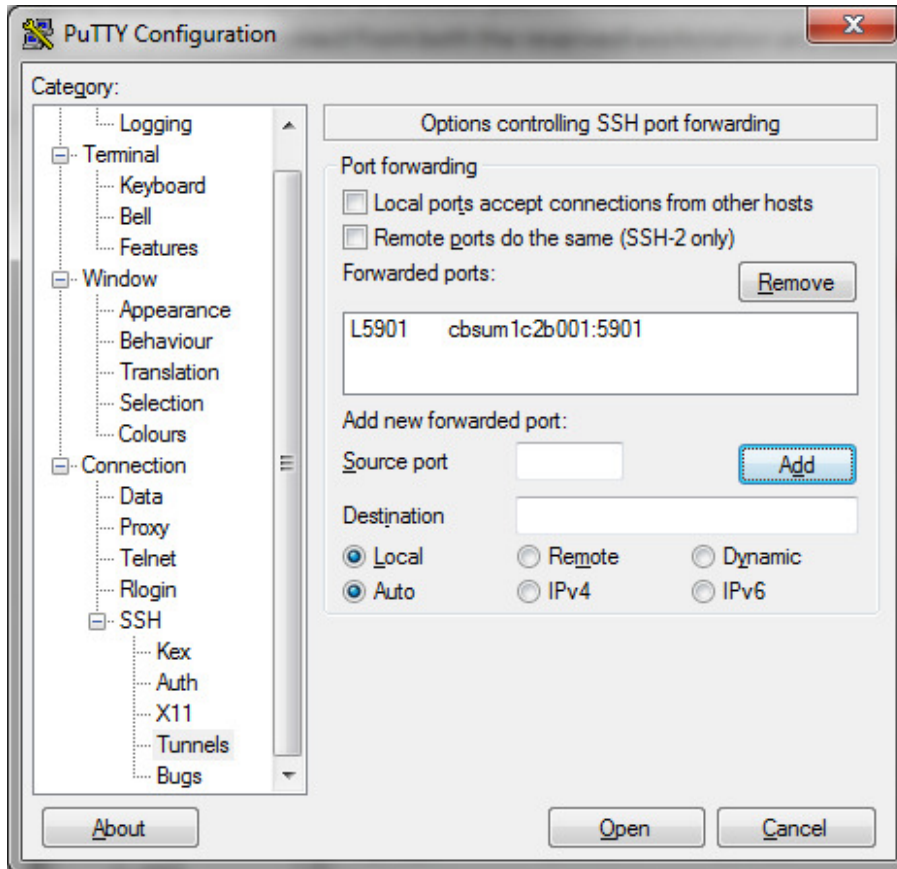 PuTTY Configuration
Category:
Logging
Terminal
Keyboard
Bell
Features
Window
Appearance
Behaviour
Translation
Selection
Colours
Connection
Data
Proxy
Telnet
Rlogin
SSH
Kex
Auth
X11
Tunnels
Bugs
Options controlling SSH port forwarding
Port forwarding
Local ports accept connections from other hosts
Remote ports do the same (SSH-2 only)
Forwarded ports:
Remove
L5901 cbsum1c2b001:5901
Add new forwarded port:
Source port
Add
Destination
Local Remote Dynamic
Auto IPv4 IPv6
About Open Cancel